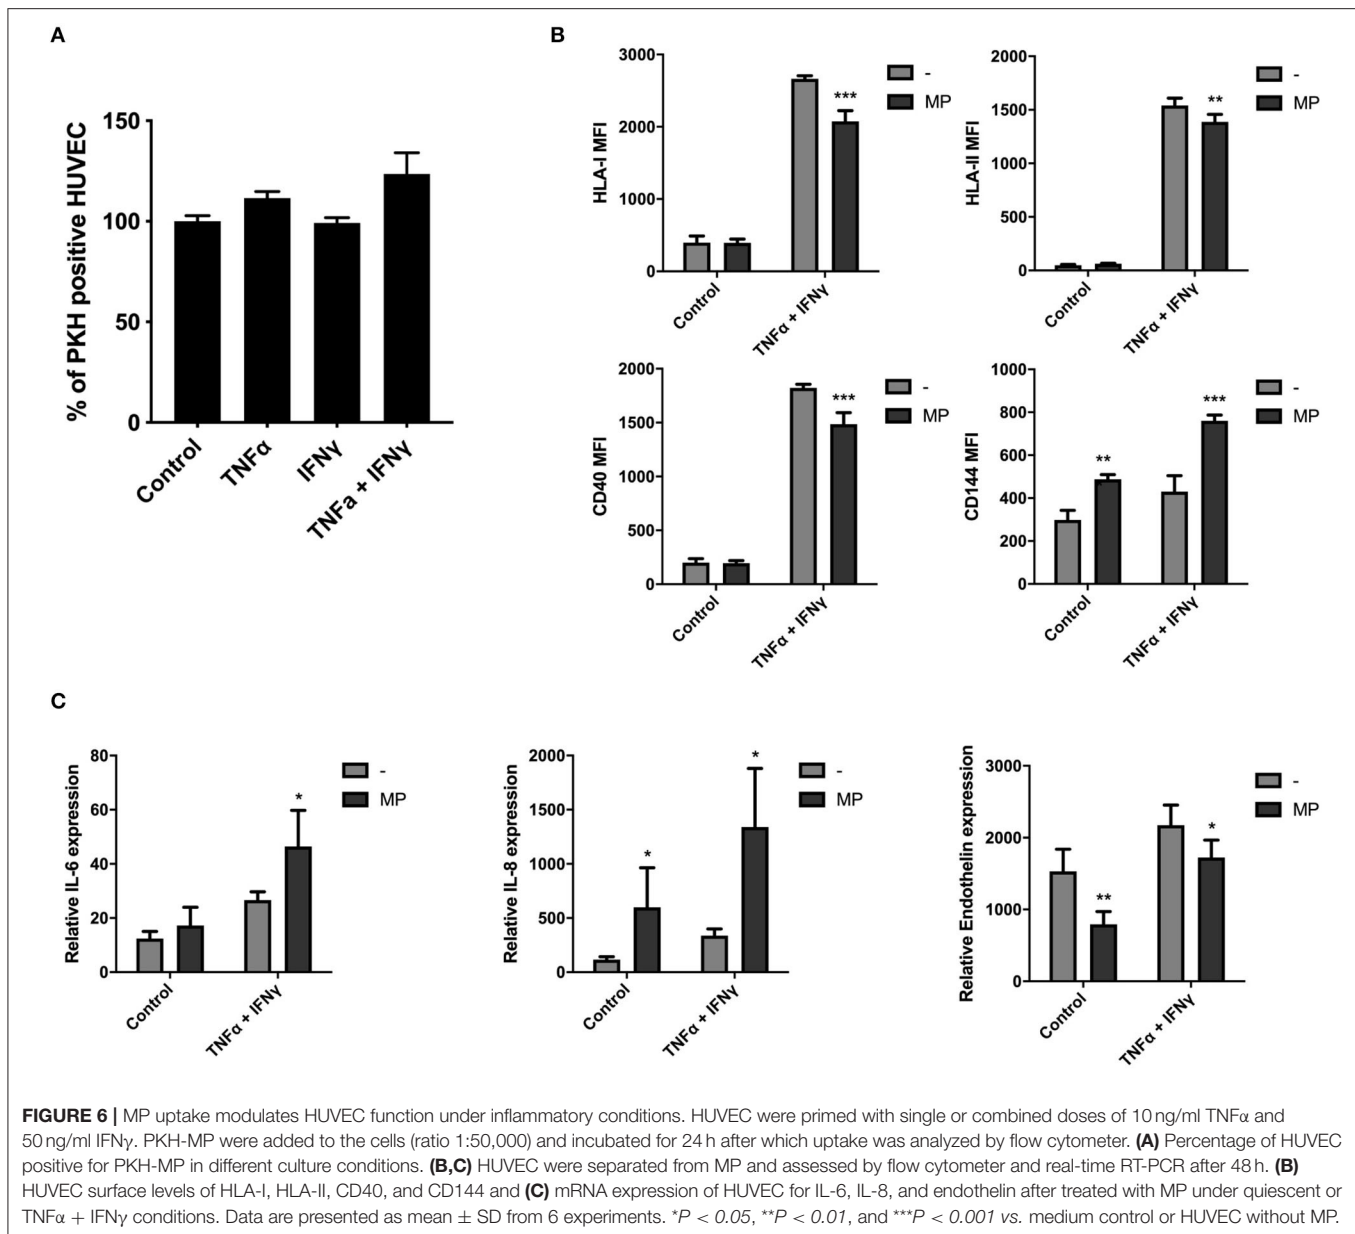 A
% of PKH positive HUVEC
150
100
50
0
Control
TNFα
IFNγ
TNFa + IFNγ
B
HLA-I MFI
3000
2000
1000
0
***
-
MP
Control
TNFα + IFNγ
HLA-II MFI
2000
1500
1000
500
0
**
-
MP
Control
TNFα + IFNγ
CD40 MFI
2000
1500
1000
500
0
***
-
MP
Control
TNFα + IFNγ
CD144 MFI
1000
800
600
400
200
0
**
***
-
MP
Control
TNFα + IFNγ
C
Relative IL-6 expression
80
60
40
20
0
*
-
MP
Control
TNFα + IFNγ
Relative IL-8 expression
2000
1500
1000
500
0
*
*
-
MP
Control
TNFα + IFNγ
Relative Endothelin expression
3000
2000
1000
0
**
*
-
MP
Control
TNFα + IFNγ
FIGURE 6 | MP uptake modulates HUVEC function under inflammatory conditions. HUVEC were primed with single or combined doses of 10 ng/ml TNFα and
50 ng/ml IFNγ. PKH-MP were added to the cells (ratio 1:50,000) and incubated for 24 h after which uptake was analyzed by flow cytometer. (A) Percentage of HUVEC
positive for PKH-MP in different culture conditions. (B,C) HUVEC were separated from MP and assessed by flow cytometer and real-time RT-PCR after 48 h. (B)
HUVEC surface levels of HLA-I, HLA-II, CD40, and CD144 and (C) mRNA expression of HUVEC for IL-6, IL-8, and endothelin after treated with MP under quiescent or
TNFα + IFNγ conditions. Data are presented as mean ± SD from 6 experiments. *P < 0.05, **P < 0.01, and ***P < 0.001 vs. medium control or HUVEC without MP.